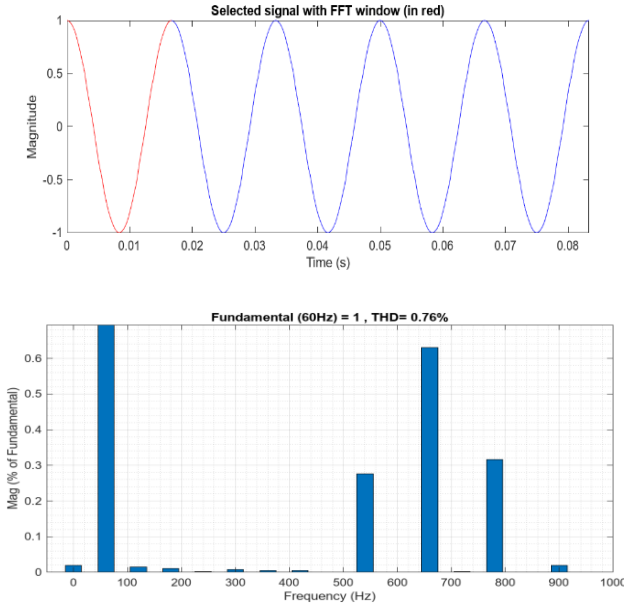 Selected signal with FFT window (in red)
1
0.5
0
-0.5
-1
Magnitude
0 0.01 0.02 0.03 0.04 0.05 0.06 0.07 0.08
Time (s)
Fundamental (60Hz) = 1 , THD= 0.76%
0.6
0.5
0.4
0.3
0.2
0.1
0
Mag (% of Fundamental)
0 100 200 300 400 500 600 700 800 900 1000
Frequency (Hz)